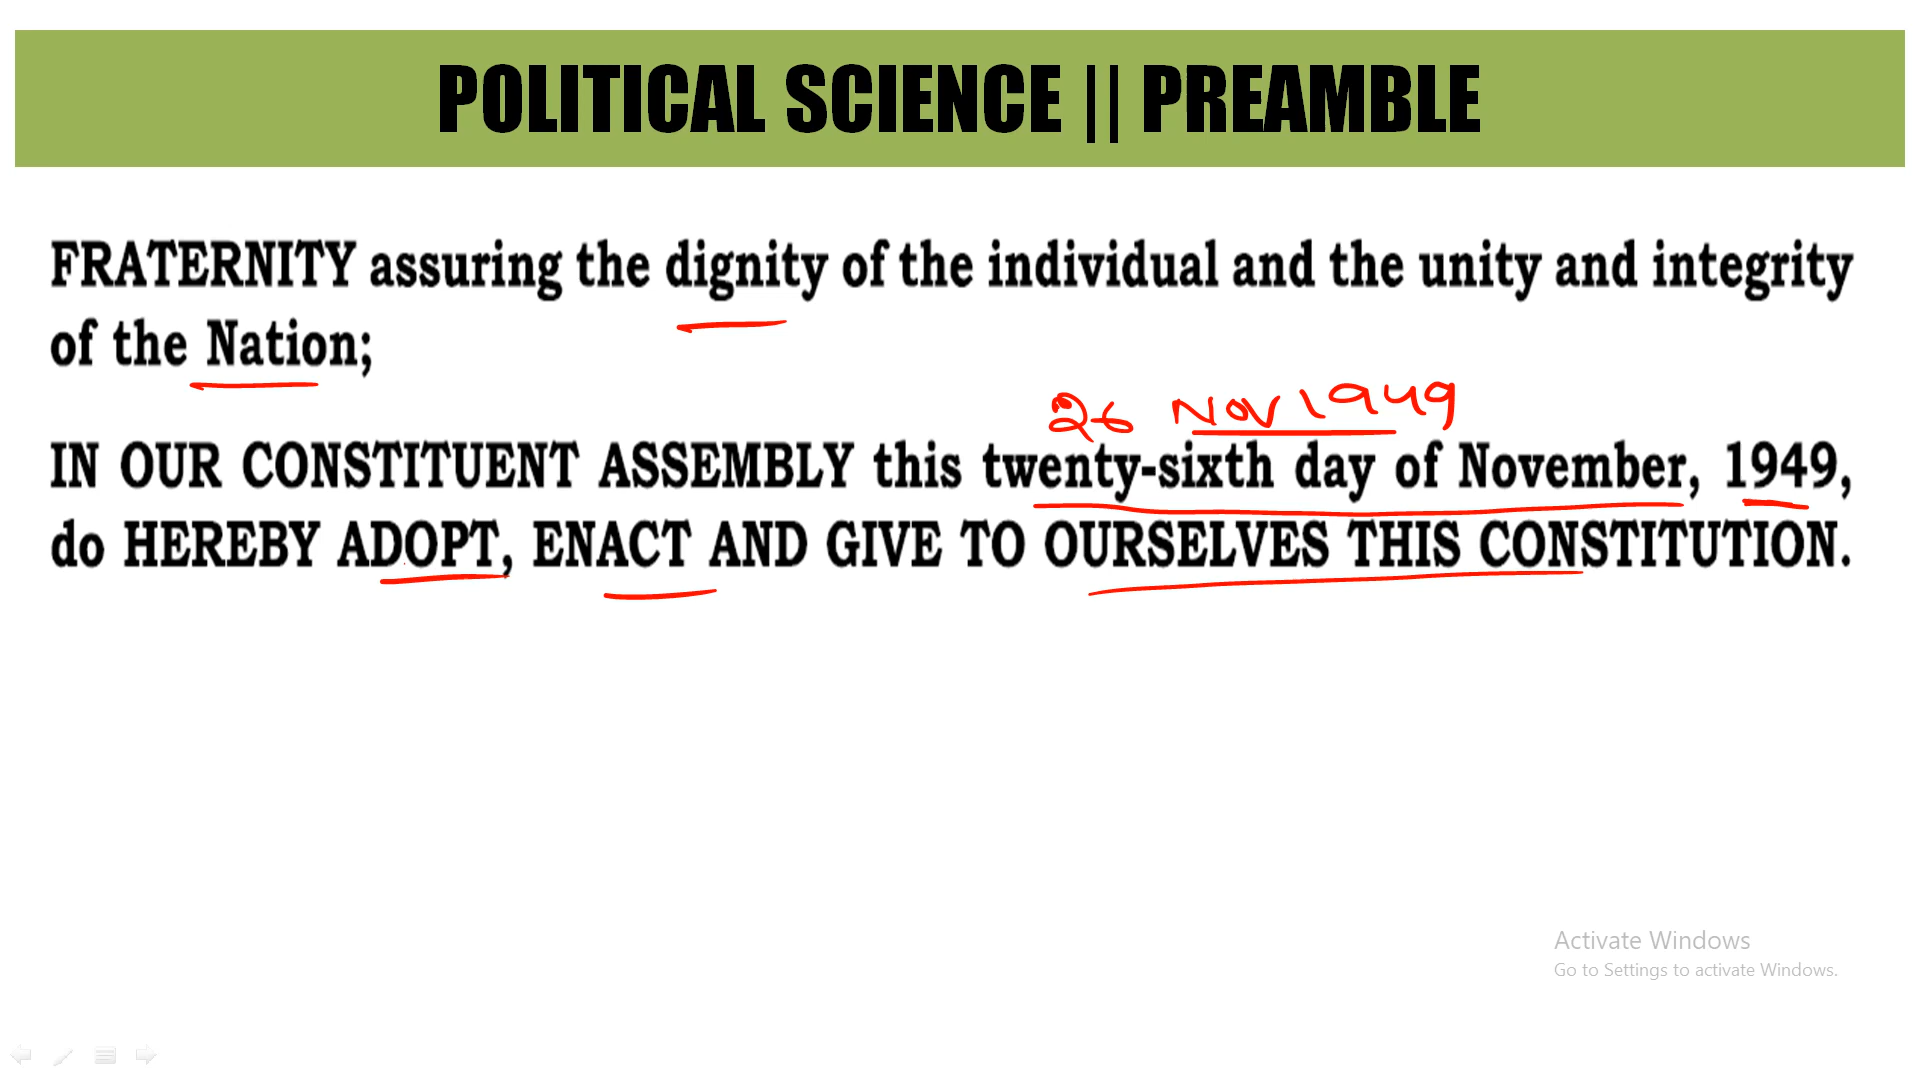 POLITICAL SCIENCE || PREAMBLE
FRATERNITY assuring the dignity of the individual and the unity and integrity
of the Nation;
26 Nov 1949
IN OUR CONSTITUENT ASSEMBLY this twenty-sixth day of November, 1949,
do HEREBY ADOPT, ENACT AND GIVE TO OURSELVES THIS CONSTITUTION.
Activate Windows
Go to Settings to activate Windows.